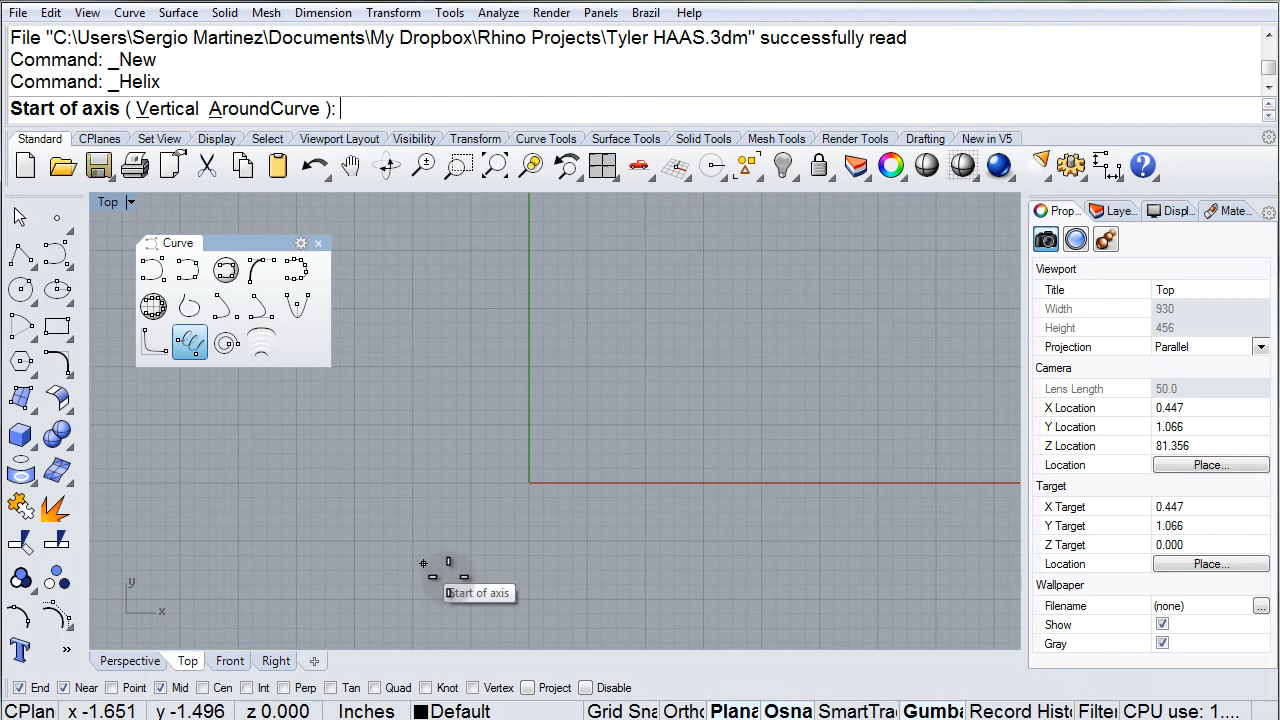 File Edit View Curve Surface Solid Mesh Dimension Transform Tools Analyze Render Panels Brazil Help
File "C:\Users\Sergio Martinez\Documents\My Dropbox\Rhino Projects\Tyler HAAS.3dm" successfully read
Command: _New
Command: _Helix
Start of axis ( Vertical AroundCurve ):
Standard CPlanes Set View Display Select Viewport Layout Visibility Transform Curve Tools Surface Tools Solid Tools Mesh Tools Render Tools Drafting New in V5
Top
Curve
Prop... Laye... Displ... Mate...
Viewport
Title Top
Width 930
Height 456
Projection Parallel
Camera
Lens Length 50.0
X Location 0.447
Y Location 1.066
Z Location 81.356
Location Place...
Target
X Target 0.447
Y Target 1.066
Z Target 0.000
Location Place...
Wallpaper
Filename (none) ...
Show
Gray
Start of axis
y
x
Perspective Top Front Right
End Near Point Mid Cen Int Perp Tan Quad Knot Vertex Project Disable
CPlan x -1.651 y -1.496 z 0.000 Inches Default Grid Sna Ortho Plana Osna SmartTrac Gumba Record Histo Filter CPU use: 1....